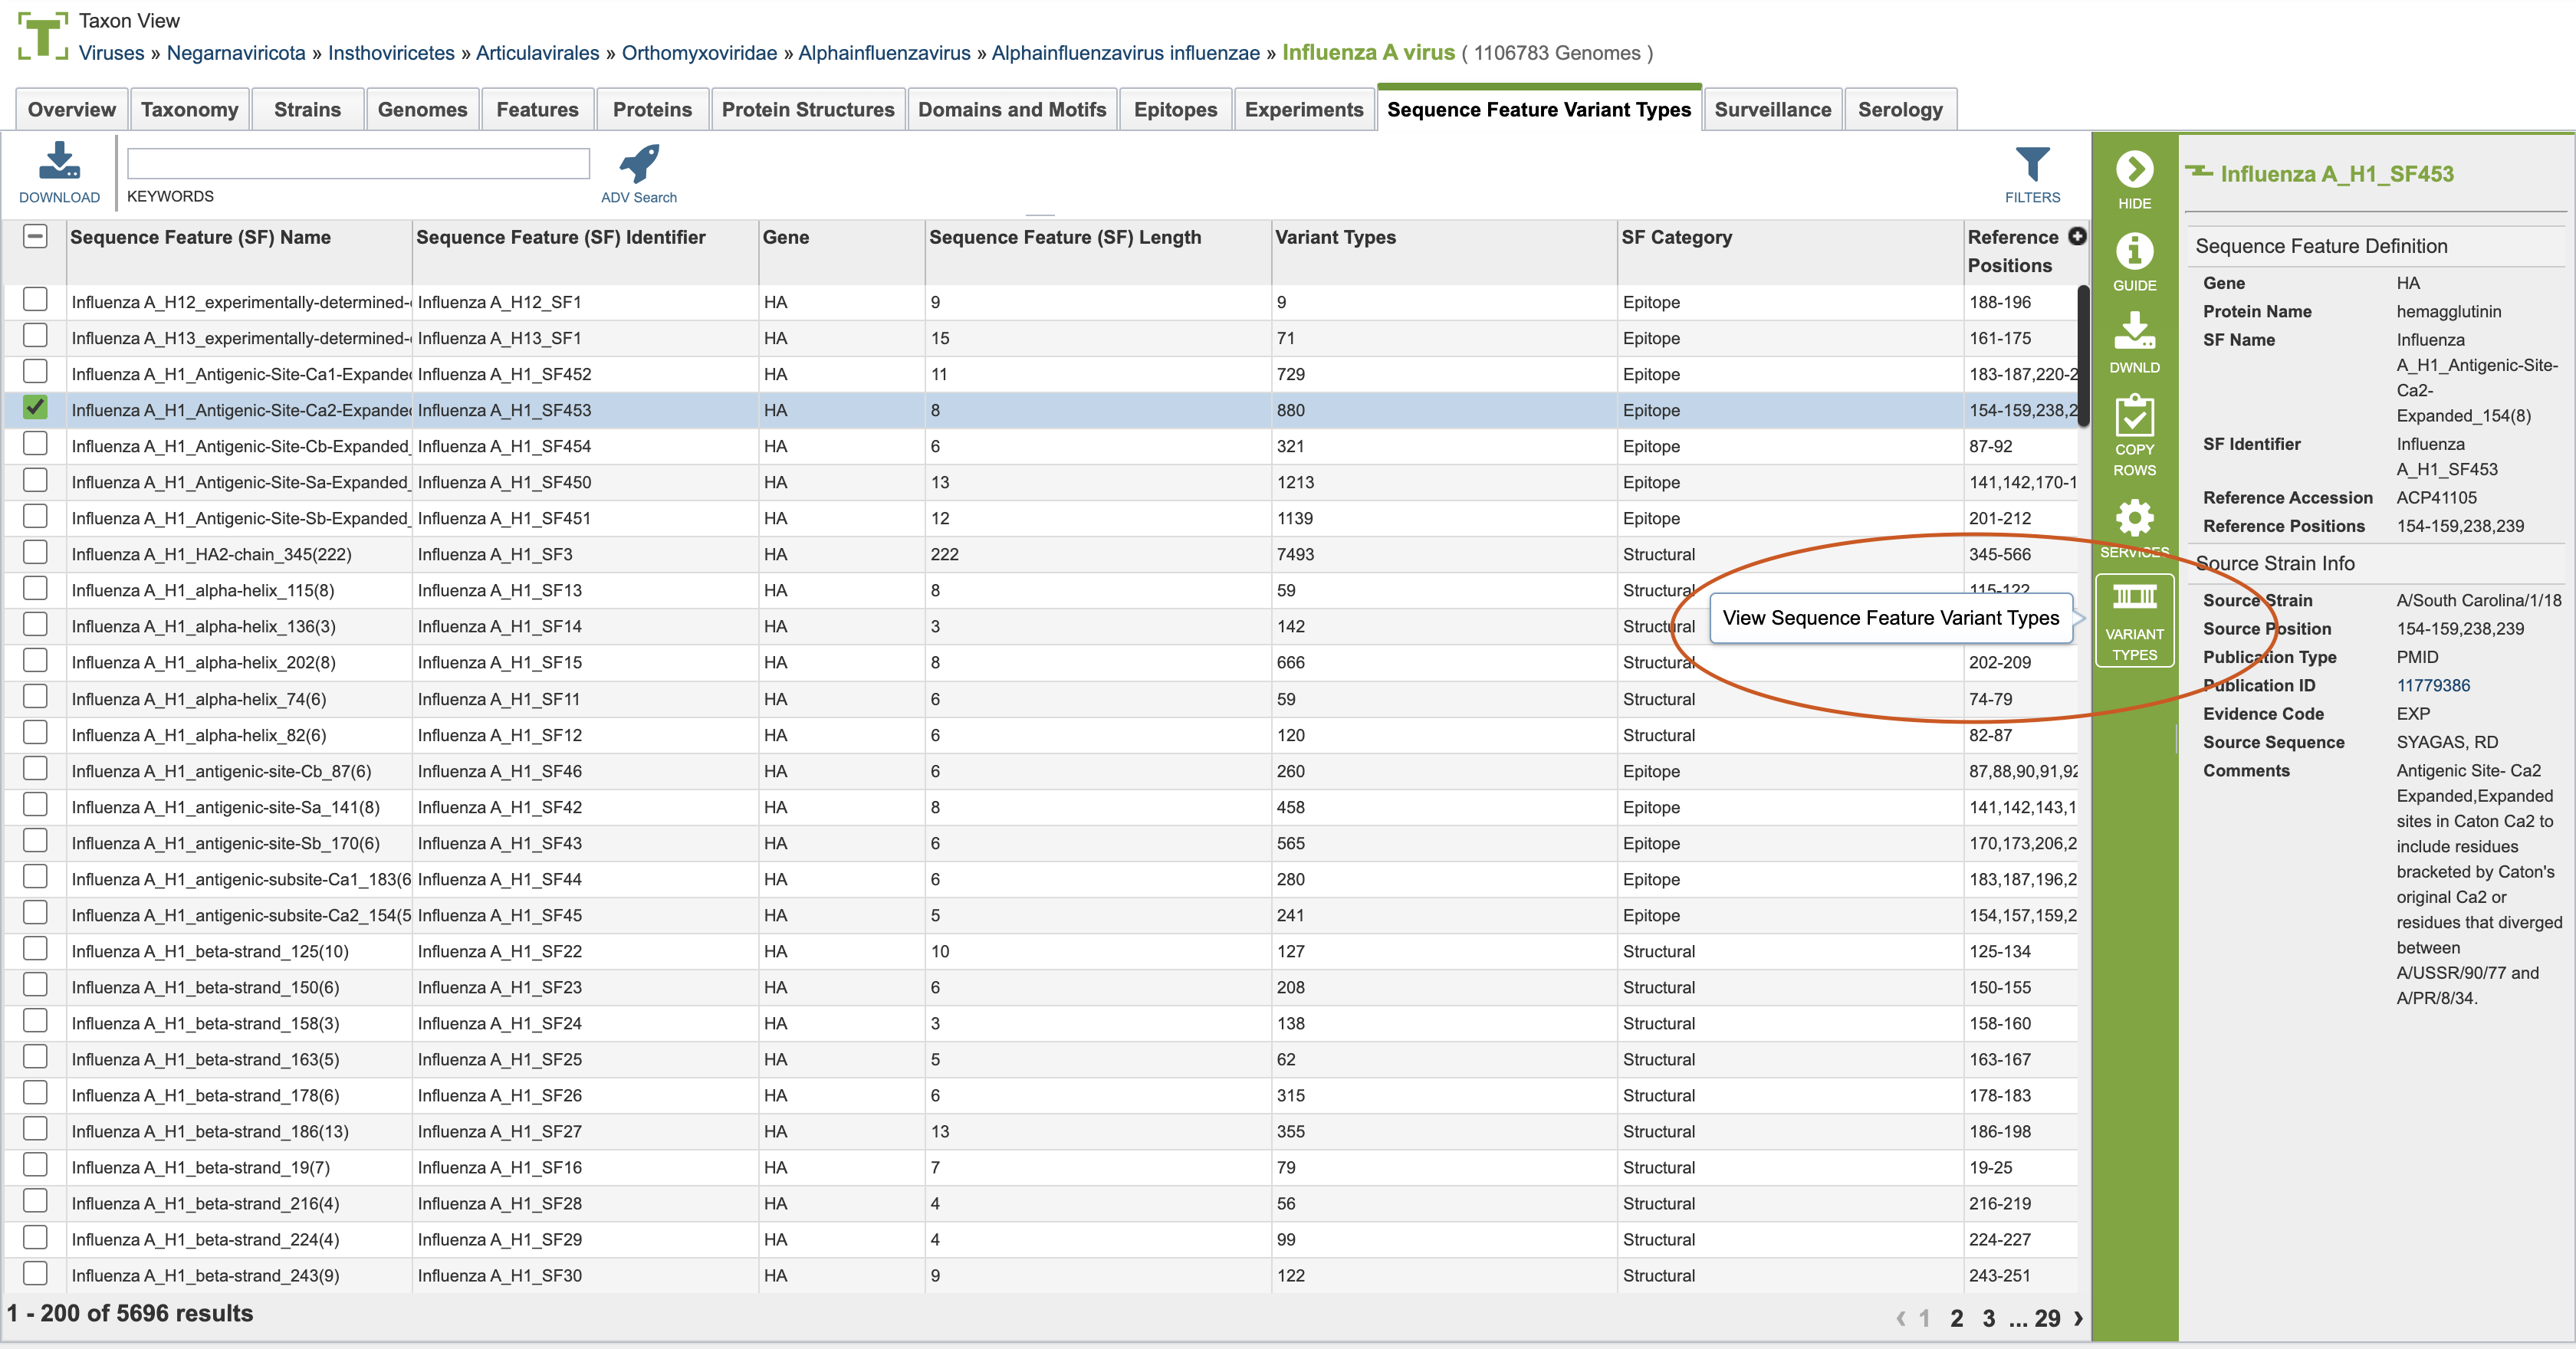 Taxon View
Viruses » Negarnaviricota » Insthoviricetes » Articulavirales » Orthomyxoviridae » Alphainfluenzavirus » Alphainfluenzavirus influenzae » Influenza A virus ( 1106783 Genomes )
Overview Taxonomy Strains Genomes Features Proteins Protein Structures Domains and Motifs Epitopes Experiments Sequence Feature Variant Types Surveillance Serology
DOWNLOAD KEYWORDS ADV Search FILTERS
Sequence Feature (SF) Name Sequence Feature (SF) Identifier Gene Sequence Feature (SF) Length Variant Types SF Category Reference Positions
Influenza A_H12_experimentally-determined- Influenza A_H12_SF1 HA 9 9 Epitope 188-196
Influenza A_H13_experimentally-determined- Influenza A_H13_SF1 HA 15 71 Epitope 161-175
Influenza A_H1_Antigenic-Site-Ca1-Expanded Influenza A_H1_SF452 HA 11 729 Epitope 183-187,220-2
Influenza A_H1_Antigenic-Site-Ca2-Expanded Influenza A_H1_SF453 HA 8 880 Epitope 154-159,238,2
Influenza A_H1_Antigenic-Site-Cb-Expanded_ Influenza A_H1_SF454 HA 6 321 Epitope 87-92
Influenza A_H1_Antigenic-Site-Sa-Expanded_ Influenza A_H1_SF450 HA 13 1213 Epitope 141,142,170-1
Influenza A_H1_Antigenic-Site-Sb-Expanded_ Influenza A_H1_SF451 HA 12 1139 Epitope 201-212
Influenza A_H1_HA2-chain_345(222) Influenza A_H1_SF3 HA 222 7493 Structural 345-566
Influenza A_H1_alpha-helix_115(8) Influenza A_H1_SF13 HA 8 59 Structural 115-122
Influenza A_H1_alpha-helix_136(3) Influenza A_H1_SF14 HA 3 142 Structural
Influenza A_H1_alpha-helix_202(8) Influenza A_H1_SF15 HA 8 666 Structural 202-209
Influenza A_H1_alpha-helix_74(6) Influenza A_H1_SF11 HA 6 59 Structural 74-79
Influenza A_H1_alpha-helix_82(6) Influenza A_H1_SF12 HA 6 120 Structural 82-87
Influenza A_H1_antigenic-site-Cb_87(6) Influenza A_H1_SF46 HA 6 260 Epitope 87,88,90,91,92
Influenza A_H1_antigenic-site-Sa_141(8) Influenza A_H1_SF42 HA 8 458 Epitope 141,142,143,1
Influenza A_H1_antigenic-site-Sb_170(6) Influenza A_H1_SF43 HA 6 565 Epitope 170,173,206,2
Influenza A_H1_antigenic-subsite-Ca1_183(6 Influenza A_H1_SF44 HA 6 280 Epitope 183,187,196,2
Influenza A_H1_antigenic-subsite-Ca2_154(5 Influenza A_H1_SF45 HA 5 241 Epitope 154,157,159,2
Influenza A_H1_beta-strand_125(10) Influenza A_H1_SF22 HA 10 127 Structural 125-134
Influenza A_H1_beta-strand_150(6) Influenza A_H1_SF23 HA 6 208 Structural 150-155
Influenza A_H1_beta-strand_158(3) Influenza A_H1_SF24 HA 3 138 Structural 158-160
Influenza A_H1_beta-strand_163(5) Influenza A_H1_SF25 HA 5 62 Structural 163-167
Influenza A_H1_beta-strand_178(6) Influenza A_H1_SF26 HA 6 315 Structural 178-183
Influenza A_H1_beta-strand_186(13) Influenza A_H1_SF27 HA 13 355 Structural 186-198
Influenza A_H1_beta-strand_19(7) Influenza A_H1_SF16 HA 7 79 Structural 19-25
Influenza A_H1_beta-strand_216(4) Influenza A_H1_SF28 HA 4 56 Structural 216-219
Influenza A_H1_beta-strand_224(4) Influenza A_H1_SF29 HA 4 99 Structural 224-227
Influenza A_H1_beta-strand_243(9) Influenza A_H1_SF30 HA 9 122 Structural 243-251
1 - 200 of 5696 results
‹ 1 2 3 ... 29 ›
View Sequence Feature Variant Types
HIDE
GUIDE
DWNLD
COPY
ROWS
SERVICES
VARIANT
TYPES
Influenza A_H1_SF453
Sequence Feature Definition
Gene HA
Protein Name hemagglutinin
SF Name Influenza
A_H1_Antigenic-Site-
Ca2-
Expanded_154(8)
SF Identifier Influenza
A_H1_SF453
Reference Accession ACP41105
Reference Positions 154-159,238,239
Source Strain Info
Source Strain A/South Carolina/1/18
Source Position 154-159,238,239
Publication Type PMID
Publication ID 11779386
Evidence Code EXP
Source Sequence SYAGAS, RD
Comments Antigenic Site- Ca2
Expanded,Expanded
sites in Caton Ca2 to
include residues
bracketed by Caton's
original Ca2 or
residues that diverged
between
A/USSR/90/77 and
A/PR/8/34.